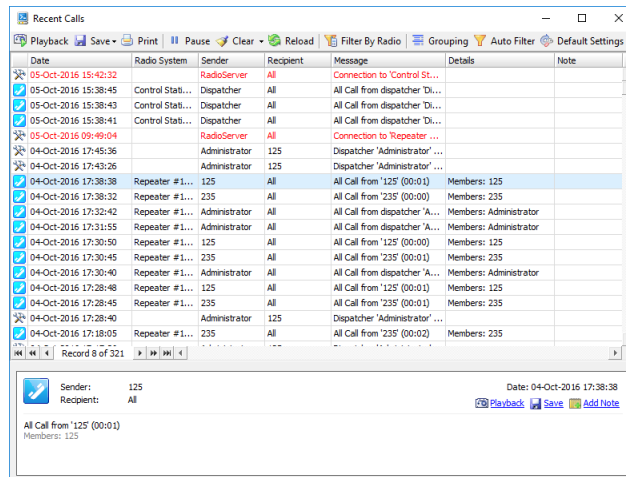 Recent Calls
Playback Save Print Pause Clear Reload Filter By Radio Grouping Auto Filter Default Settings
Date Radio System Sender Recipient Message Details Note
05-Oct-2016 15:42:32 RadioServer All Connection to 'Control St...
05-Oct-2016 15:38:45 Control Stati... Dispatcher All All Call from dispatcher 'Di...
05-Oct-2016 15:38:43 Control Stati... Dispatcher All All Call from dispatcher 'Di...
05-Oct-2016 15:38:41 Control Stati... Dispatcher All All Call from dispatcher 'Di...
05-Oct-2016 09:49:04 RadioServer All Connection to 'Repeater ...
04-Oct-2016 17:45:36 Administrator 125 Dispatcher 'Administrator' ...
04-Oct-2016 17:43:26 Administrator 125 Dispatcher 'Administrator' ...
04-Oct-2016 17:38:38 Repeater #1... 125 All All Call from '125' (00:01) Members: 125
04-Oct-2016 17:38:32 Repeater #1... 235 All All Call from '235' (00:00) Members: 235
04-Oct-2016 17:32:42 Repeater #1... Administrator All All Call from dispatcher 'A... Members: Administrator
04-Oct-2016 17:31:55 Repeater #1... Administrator All All Call from dispatcher 'A... Members: Administrator
04-Oct-2016 17:30:50 Repeater #1... 125 All All Call from '125' (00:00) Members: 125
04-Oct-2016 17:30:45 Repeater #1... 235 All All Call from '235' (00:01) Members: 235
04-Oct-2016 17:30:40 Repeater #1... Administrator All All Call from dispatcher 'A... Members: Administrator
04-Oct-2016 17:28:48 Repeater #1... 125 All All Call from '125' (00:01) Members: 125
04-Oct-2016 17:28:45 Repeater #1... 235 All All Call from '235' (00:01) Members: 235
04-Oct-2016 17:28:40 Administrator 125 Dispatcher 'Administrator' ...
04-Oct-2016 17:18:05 Repeater #1... 235 All All Call from '235' (00:02) Members: 235
Record 8 of 321
Sender: 125 Date: 04-Oct-2016 17:38:38
Recipient: All Playback Save Add Note
All Call from '125' (00:01)
Members: 125